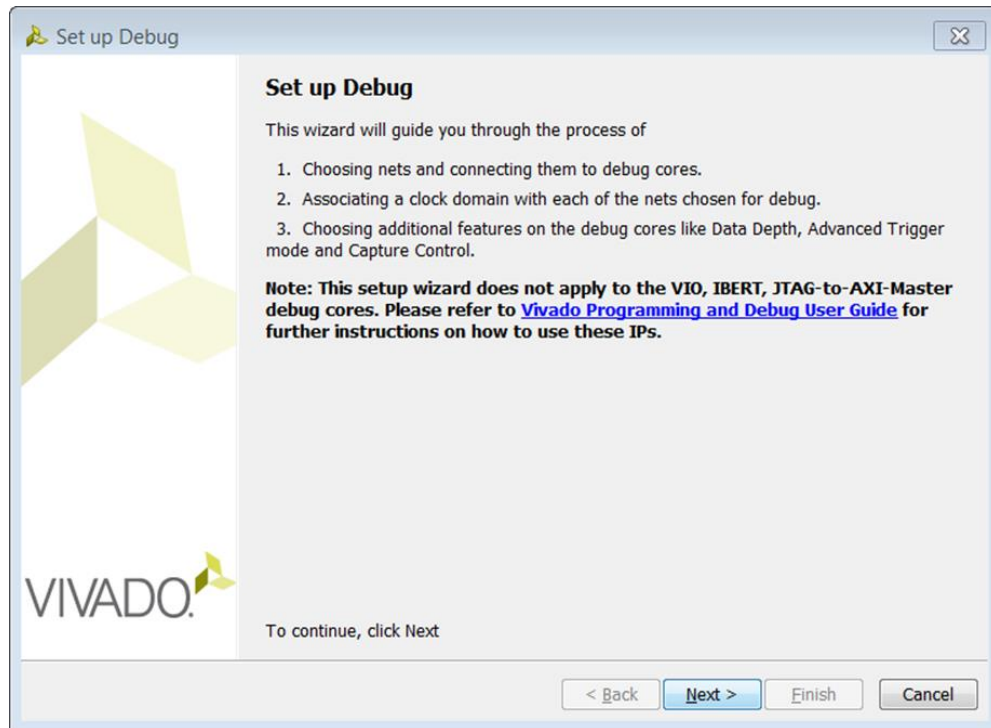 Set up Debug
Set up Debug
This wizard will guide you through the process of
1. Choosing nets and connecting them to debug cores.
2. Associating a clock domain with each of the nets chosen for debug.
3. Choosing additional features on the debug cores like Data Depth, Advanced Trigger
mode and Capture Control.
Note: This setup wizard does not apply to the VIO, IBERT, JTAG-to-AXI-Master
debug cores. Please refer to Vivado Programming and Debug User Guide for
further instructions on how to use these IPs.
VIVADO.
To continue, click Next
< Back Next > Finish Cancel